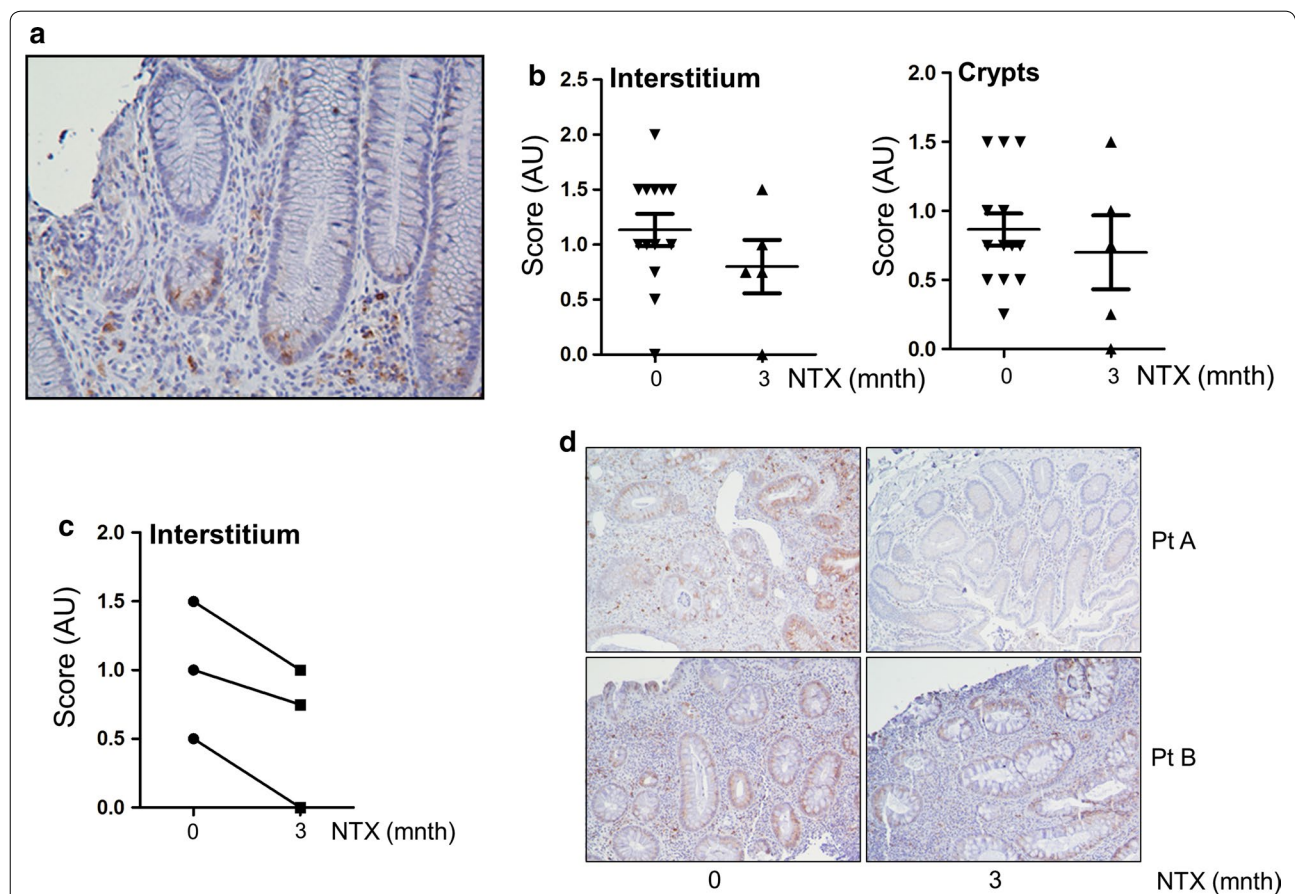 a
b
Interstitium
2.5
2.0
1.5
1.0
0.5
0.0
Score (AU)
0
3
NTX (mnth)
Crypts
2.0
1.5
1.0
0.5
0.0
Score (AU)
0
3
NTX (mnth)
c
Interstitium
2.0
1.5
1.0
0.5
0.0
Score (AU)
0
3
NTX (mnth)
d
Pt A
Pt B
0
3
NTX (mnth)